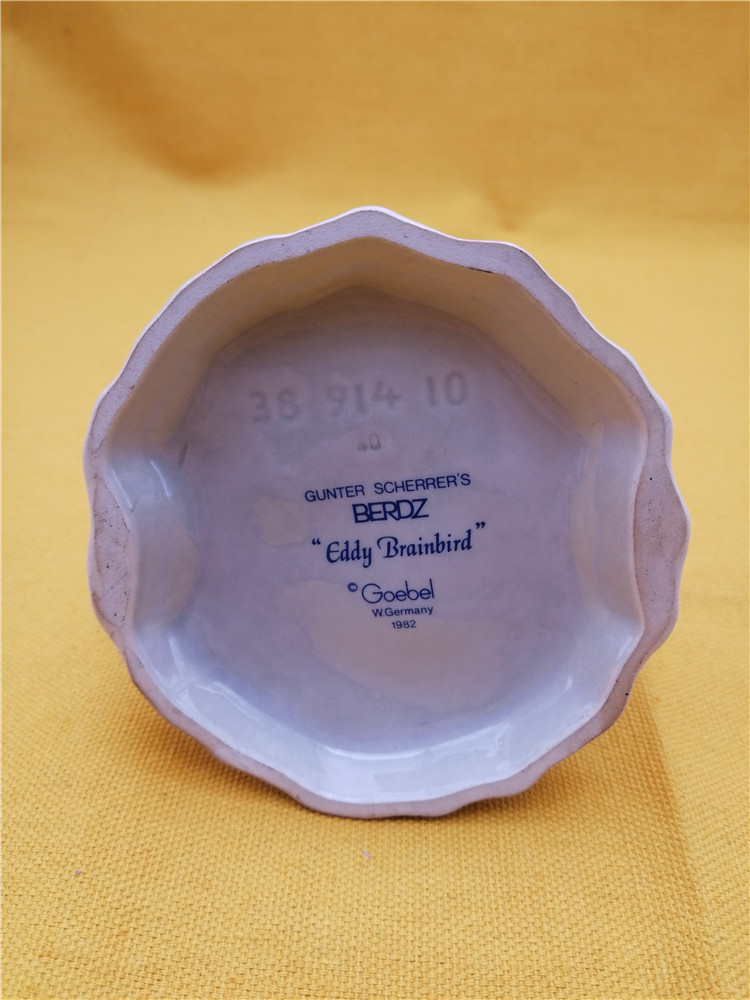 38 914 10
40
GUNTER SCHERRER'S
BERDZ
“Eddy Brainbird”
© Goebel
W.Germany
1982